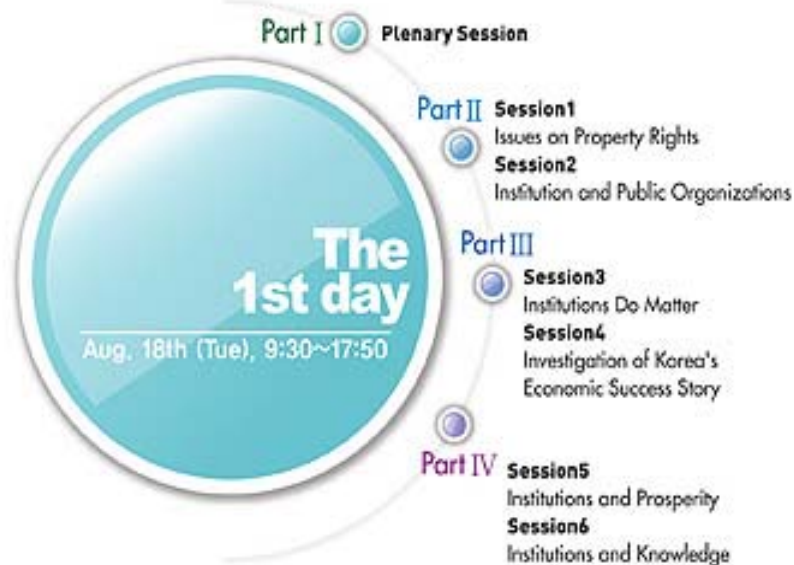 Part I Plenary Session
Part II Session1
Issues on Property Rights
Session2
Institution and Public Organizations
The
1st day
Aug, 18th (Tue), 9:30~17:50
Part III
Session3
Institutions Do Matter
Session4
Investigation of Korea's
Economic Success Story
Part IV Session5
Institutions and Prosperity
Session6
Institutions and Knowledge